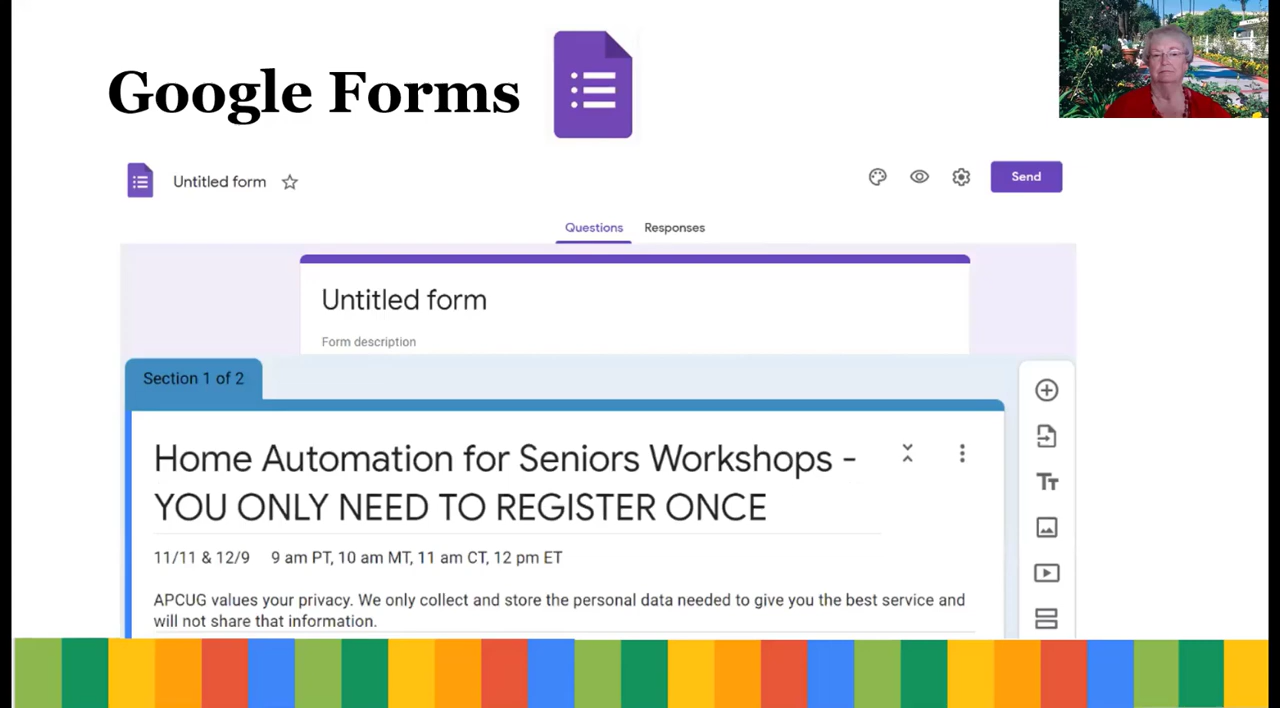 Google Forms
Untitled form
Send
Questions Responses
Untitled form
Form description
Section 1 of 2
Home Automation for Seniors Workshops -
YOU ONLY NEED TO REGISTER ONCE
11/11 & 12/9 9 am PT, 10 am MT, 11 am CT, 12 pm ET
APCUG values your privacy. We only collect and store the personal data needed to give you the best service and
will not share that information.
Tт